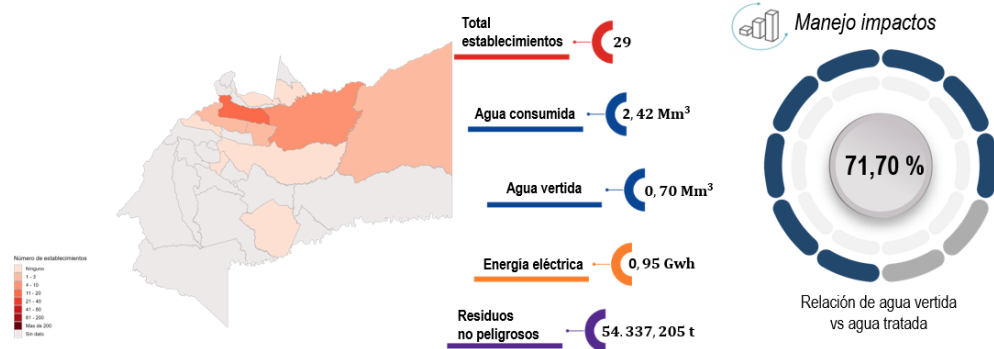 Total
establecimientos
29
Agua consumida
2,42 Mm³
Agua vertida
0,70 Mm³
Energía eléctrica
0,95 Gwh
Residuos
no peligrosos
54.337,205 t
Manejo impactos
71,70 %
Relación de agua vertida
vs agua tratada
Número de establecimientos
Ninguno
1 - 3
4 - 10
11 - 20
21 - 40
41 - 80
81 - 200
Mas de 200
Sin dato